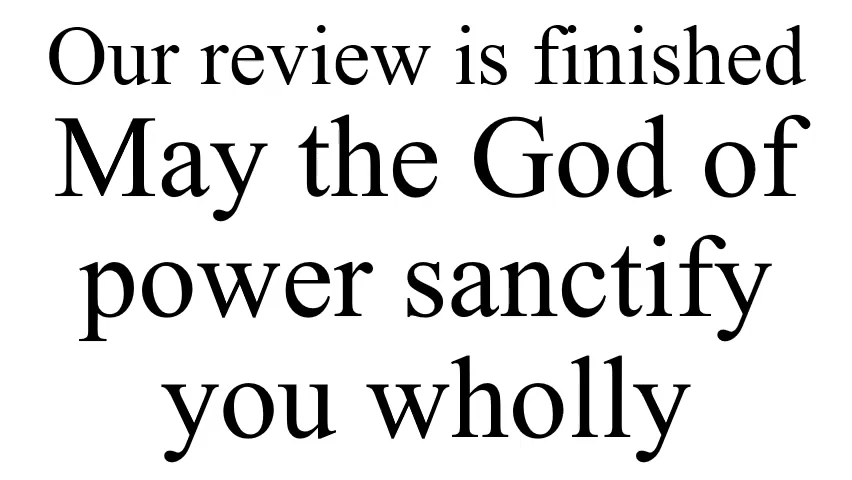 Our review is finished
May the God of
power sanctify
you wholly